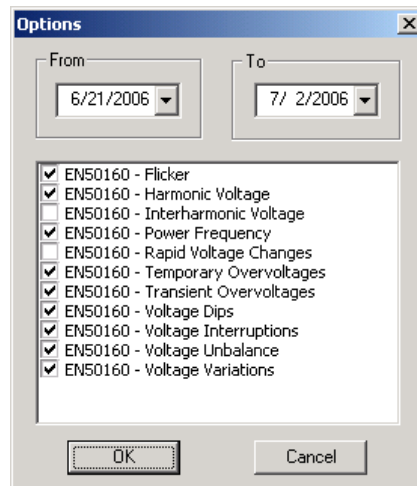 Options
From
To
6/21/2006
7/ 2/2006
EN50160 - Flicker
EN50160 - Harmonic Voltage
EN50160 - Interharmonic Voltage
EN50160 - Power Frequency
EN50160 - Rapid Voltage Changes
EN50160 - Temporary Overvoltages
EN50160 - Transient Overvoltages
EN50160 - Voltage Dips
EN50160 - Voltage Interruptions
EN50160 - Voltage Unbalance
EN50160 - Voltage Variations
OK
Cancel